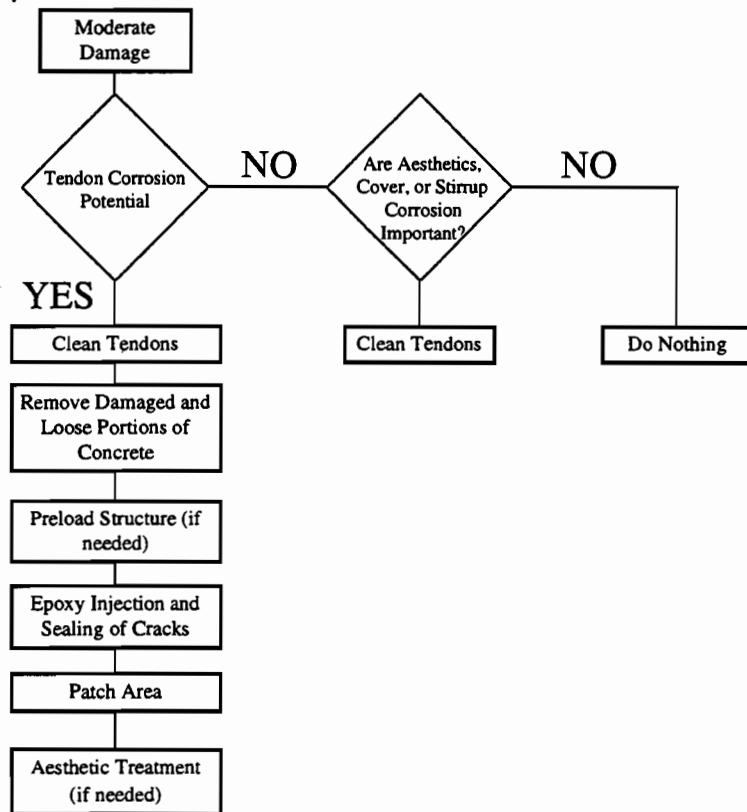 Moderate
Damage
Tendon Corrosion
Potential
NO
Are Aesthetics,
Cover, or Stirrup
Corrosion
Important?
NO
YES
Clean Tendons
Clean Tendons
Do Nothing
Remove Damaged and
Loose Portions of
Concrete
Preload Structure (if
needed)
Epoxy Injection and
Sealing of Cracks
Patch Area
Aesthetic Treatment
(if needed)